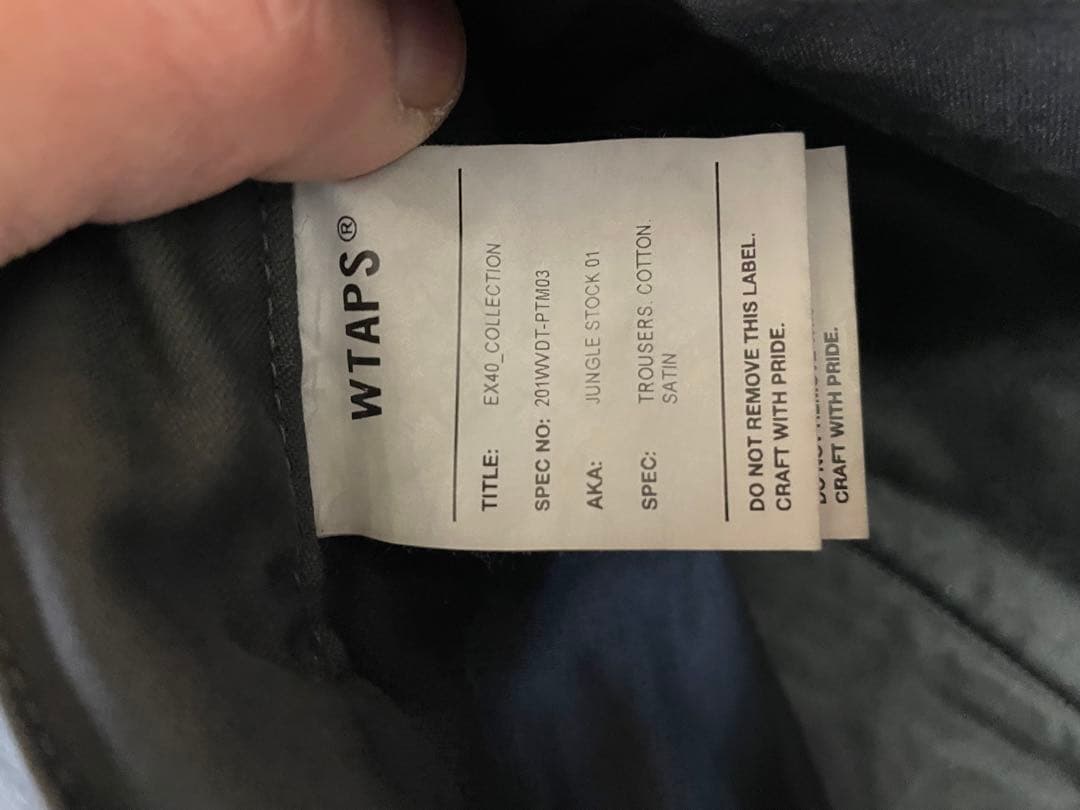 WTAPS®
TITLE: EX40_COLLECTION
SPEC NO: 201WVDT-PTM03
AKA: JUNGLE STOCK 01
SPEC: TROUSERS. COTTON.
SATIN
DO NOT REMOVE THIS LABEL.
CRAFT WITH PRIDE.
CRAFT WITH PRIDE.